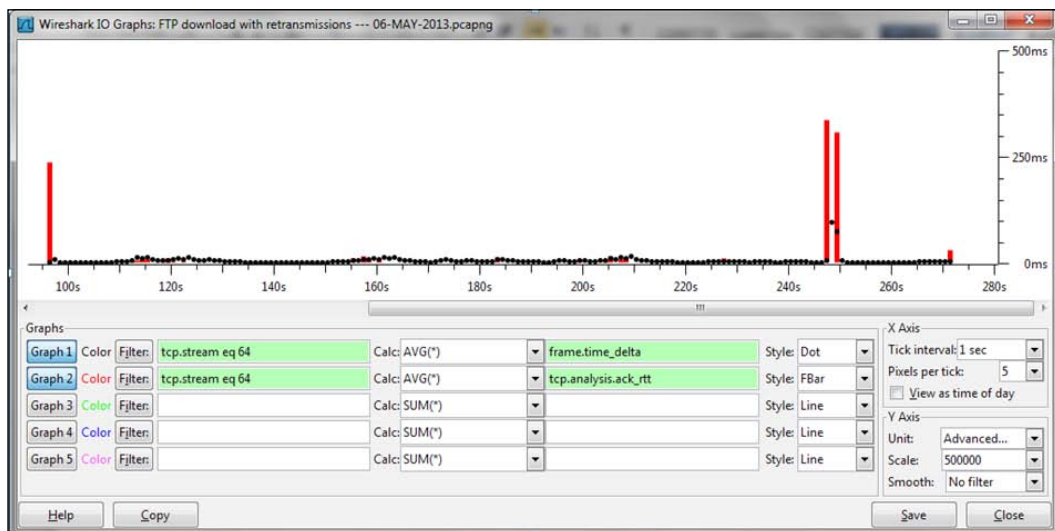 Wireshark IO Graphs: FTP download with retransmissions --- 06-MAY-2013.pcapng
500ms
250ms
0ms
100s 120s 140s 160s 180s 200s 220s 240s 260s 280s
Graphs
Graph 1 Color Filter: tcp.stream eq 64 Calc: AVG(*) frame.time_delta Style: Dot
Graph 2 Color Filter: tcp.stream eq 64 Calc: AVG(*) tcp.analysis.ack_rtt Style: FBar
Graph 3 Color Filter: Calc: SUM(*) Style: Line
Graph 4 Color Filter: Calc: SUM(*) Style: Line
Graph 5 Color Filter: Calc: SUM(*) Style: Line
X Axis
Tick interval: 1 sec
Pixels per tick: 5
View as time of day
Y Axis
Unit: Advanced...
Scale: 500000
Smooth: No filter
Help Copy Save Close